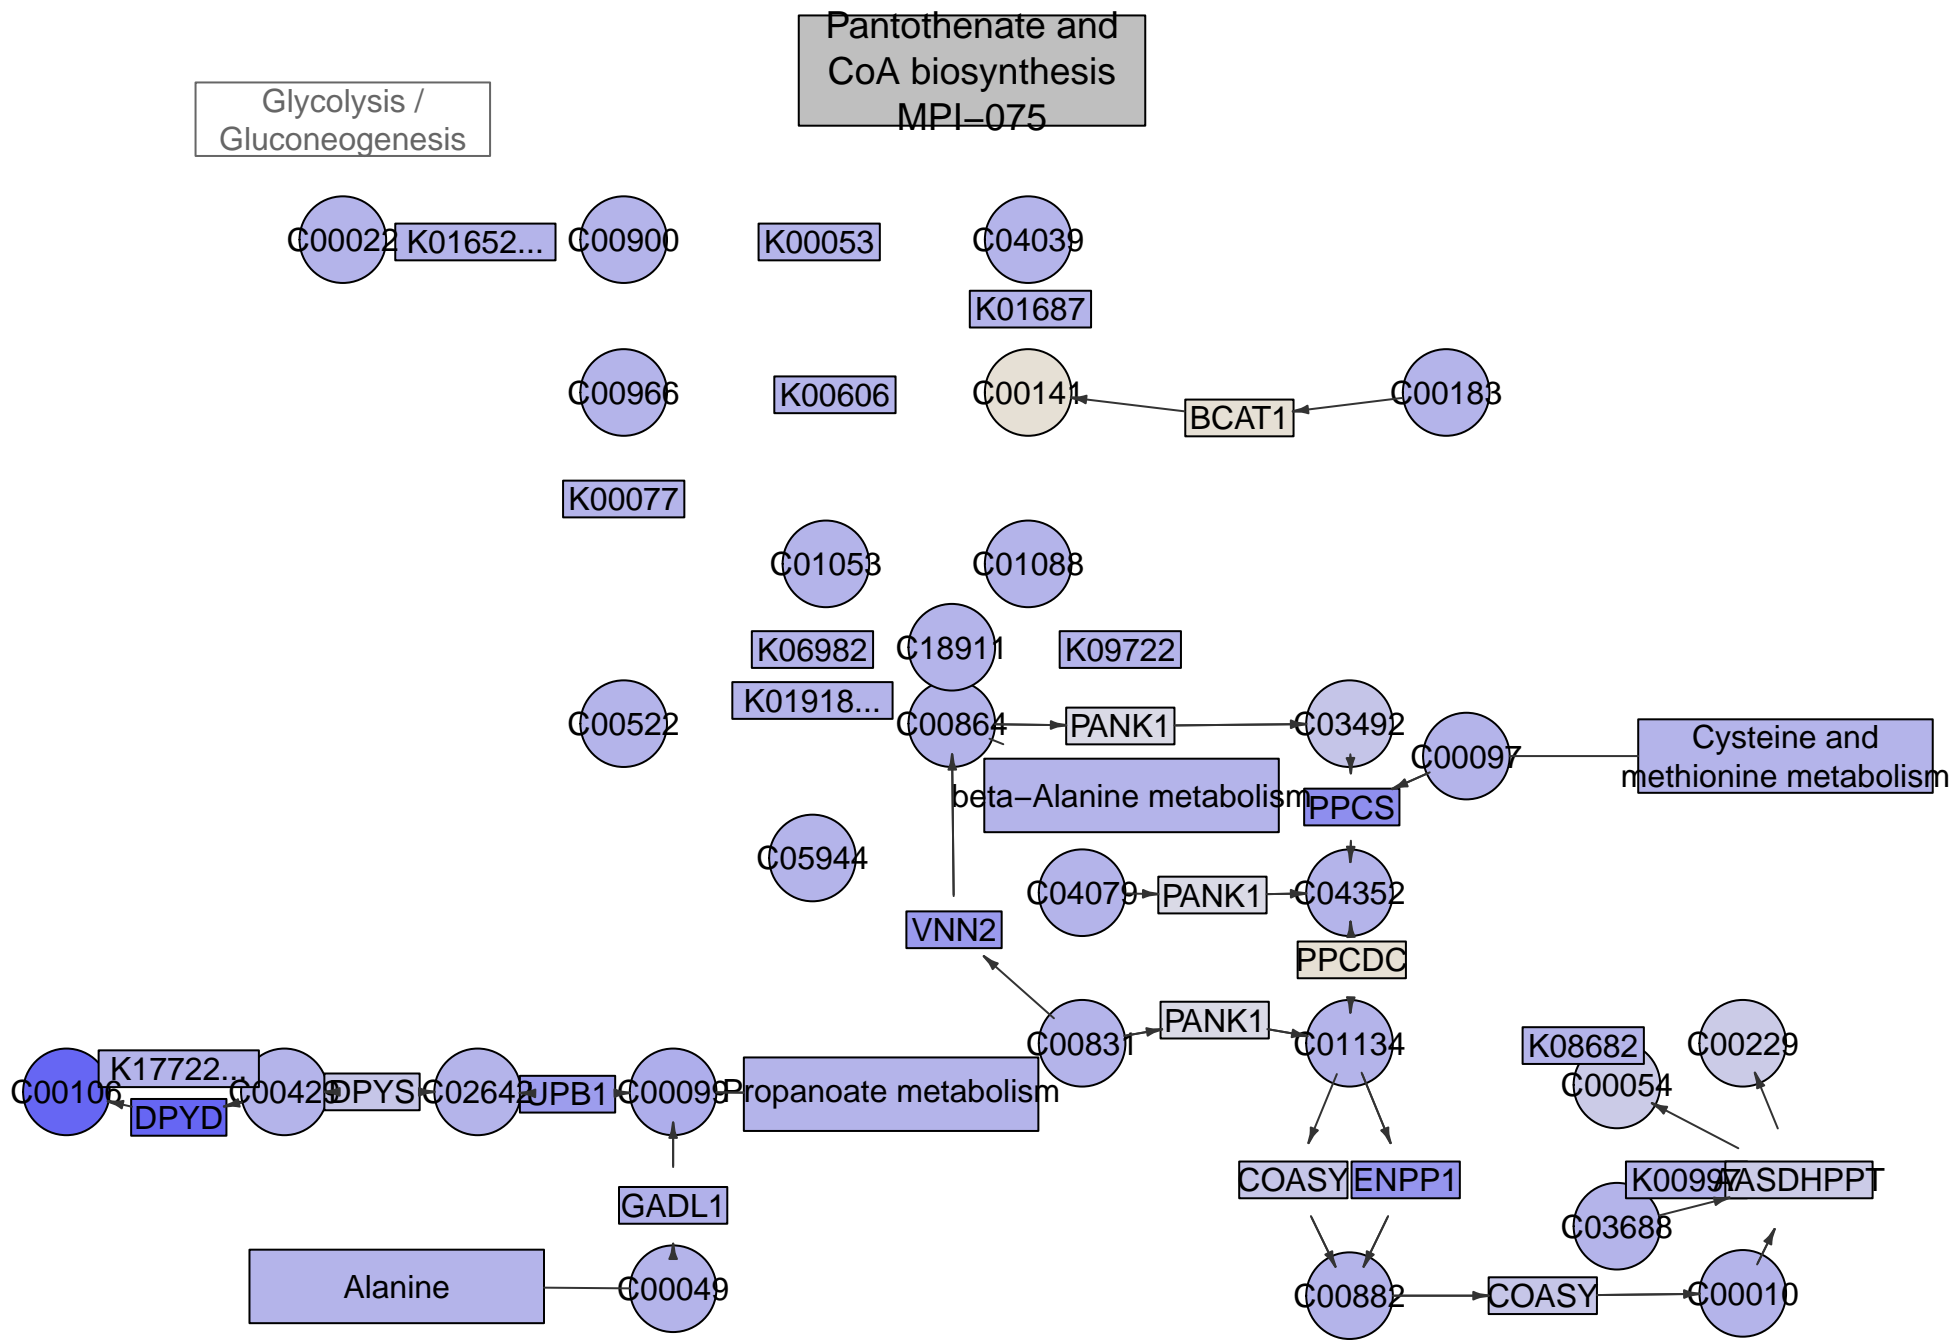 Pantothenate and
CoA biosynthesis
MPI−075
Glycolysis /
Gluconeogenesis
C00022
K01652...
C00900
K00053
C04039
K01687
C00966
K00606
C00141
BCAT1
C00183
K00077
C01053
C01088
K06982
C18911
K09722
K01918...
C00522
C00864
PANK1
C03492
C00097
Cysteine and
methionine metabolism
beta−Alanine metabolism
PPCS
C05944
C04079
PANK1
C04352
VNN2
PPCDC
C00831
PANK1
C01134
K08682
C00229
C00054
K17722...
C00106
DPYD
C00429
DPYS
C02642
UPB1
C00099
Propanoate metabolism
COASY
ENPP1
K00997
AASDHPPT
GADL1
C03688
Alanine
C00049
C00882
COASY
C00010